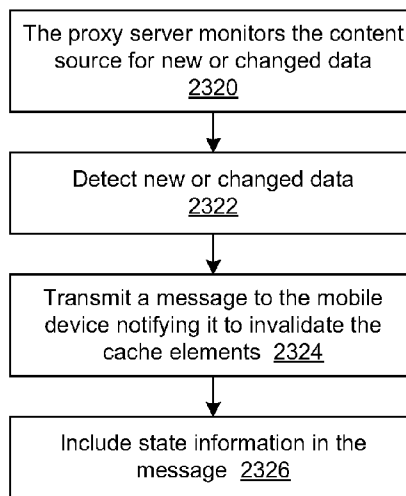 The proxy server monitors the content
source for new or changed data
2320
Detect new or changed data
2322
Transmit a message to the mobile
device notifying it to invalidate the
cache elements 2324
Include state information in the
message 2326